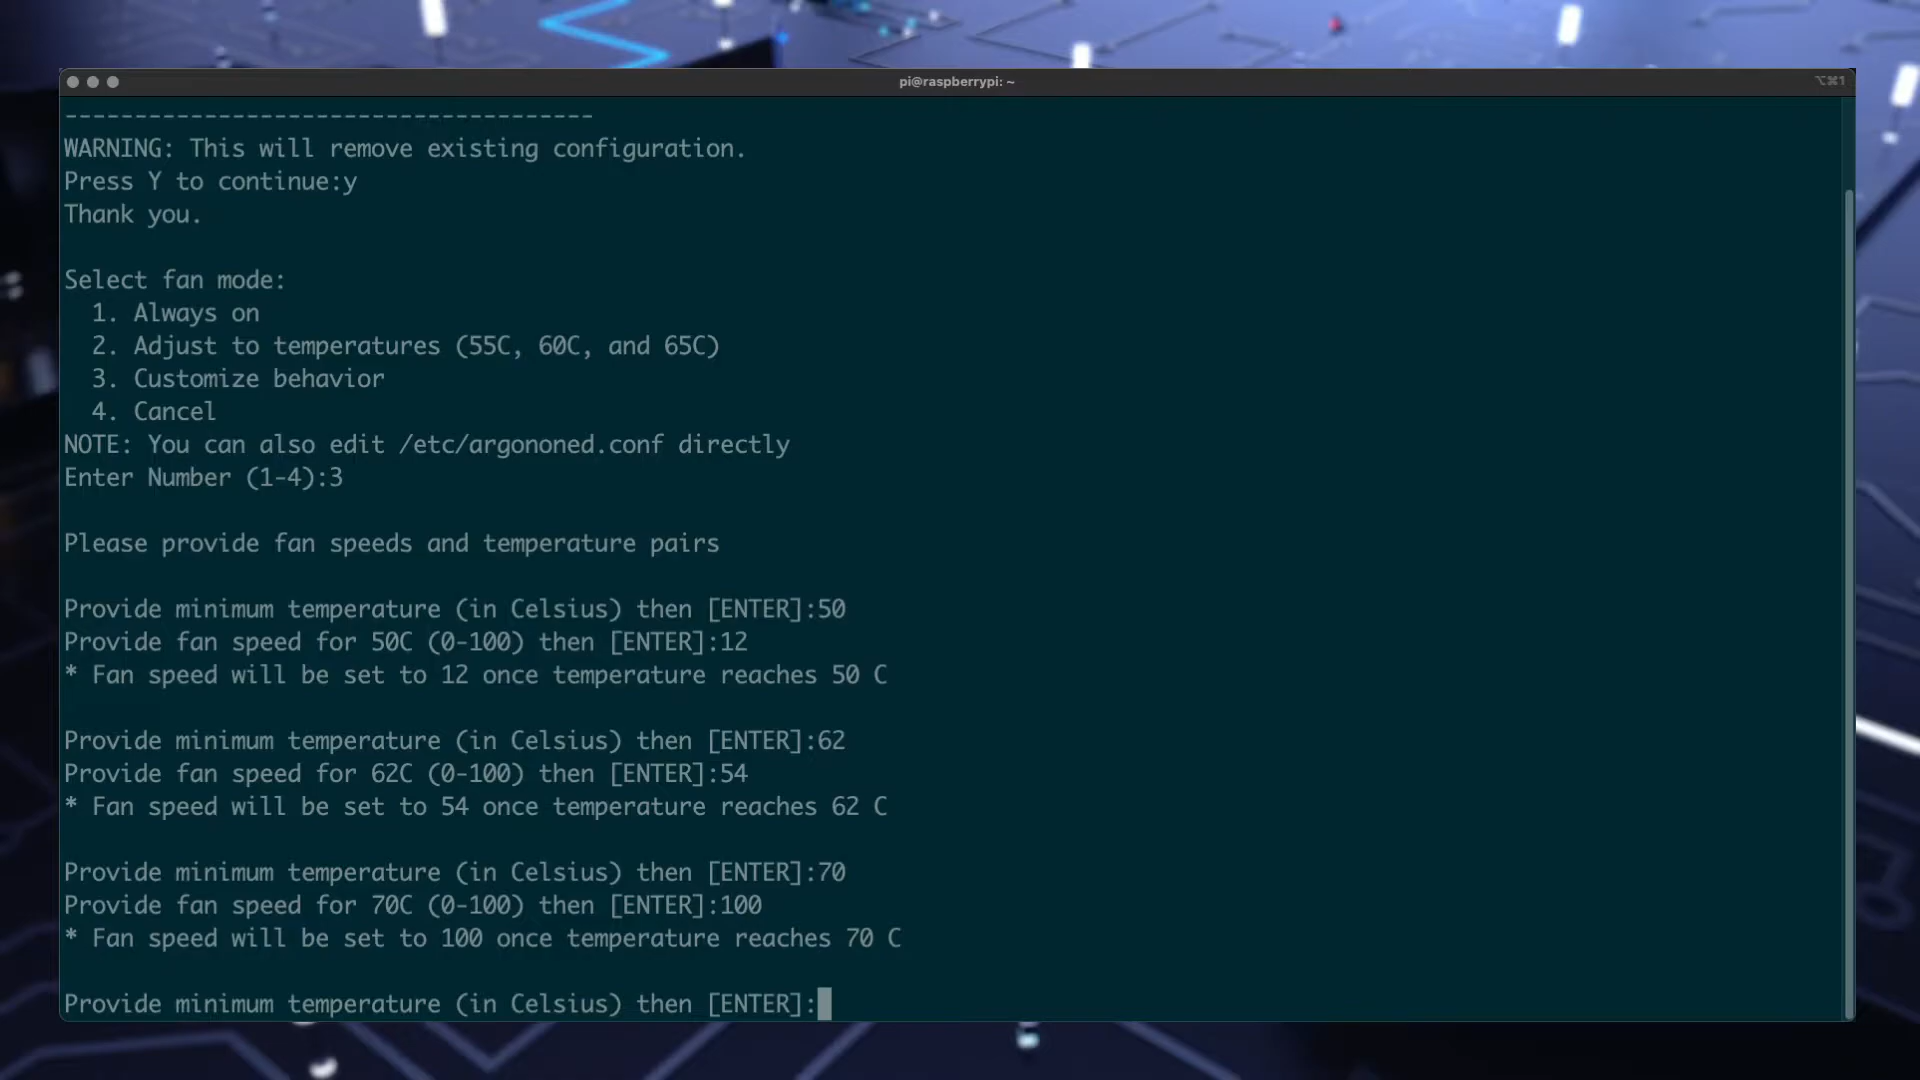 pi@raspberrypi: ~
⌥⌘1
-------------------------------------
WARNING: This will remove existing configuration.
Press Y to continue:y
Thank you.
Select fan mode:
1. Always on
2. Adjust to temperatures (55C, 60C, and 65C)
3. Customize behavior
4. Cancel
NOTE: You can also edit /etc/argononed.conf directly
Enter Number (1-4):3
Please provide fan speeds and temperature pairs
Provide minimum temperature (in Celsius) then [ENTER]:50
Provide fan speed for 50C (0-100) then [ENTER]:12
* Fan speed will be set to 12 once temperature reaches 50 C
Provide minimum temperature (in Celsius) then [ENTER]:62
Provide fan speed for 62C (0-100) then [ENTER]:54
* Fan speed will be set to 54 once temperature reaches 62 C
Provide minimum temperature (in Celsius) then [ENTER]:70
Provide fan speed for 70C (0-100) then [ENTER]:100
* Fan speed will be set to 100 once temperature reaches 70 C
Provide minimum temperature (in Celsius) then [ENTER]: